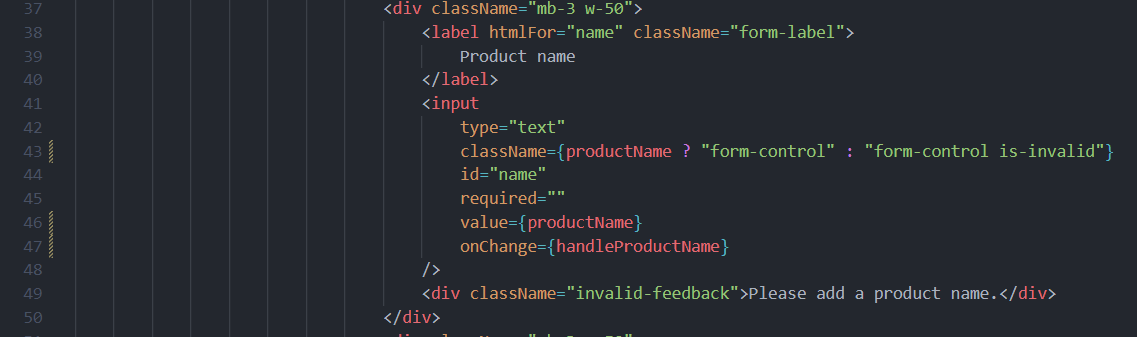 37 <div className="mb-3 w-50">
38 <label htmlFor="name" className="form-label">
39 Product name
40 </label>
41 <input
42 type="text"
43 className={productName ? "form-control" : "form-control is-invalid"}
44 id="name"
45 required=""
46 value={productName}
47 onChange={handleProductName}
48 />
49 <div className="invalid-feedback">Please add a product name.</div>
50 </div>